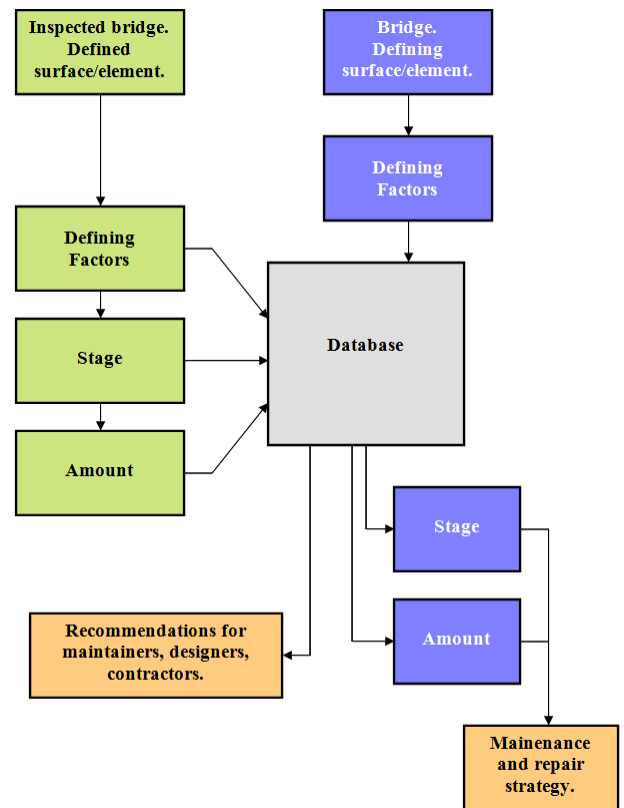 Inspected bridge.
Defined
surface/element.
Bridge.
Defining
surface/element.
Defining
Factors
Defining
Factors
Stage
Database
Amount
Stage
Amount
Recommendations for
maintainers, designers,
contractors.
Mainenance
and repair
strategy.